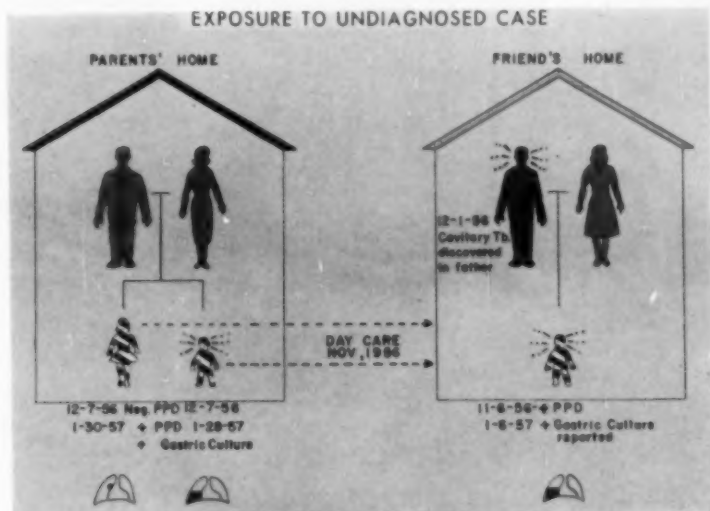 EXPOSURE TO UNDIAGNOSED CASE
PARENTS' HOME
FRIEND'S HOME
12-1-56
Cavitary Tb.
discovered
in father
DAY CARE
NOV, 1956
12-7-56 Neg. PPD 12-7-56
1-30-57 + PPD 1-28-57
+ Gastric Culture
11-6-56 + PPD
1-6-57 + Gastric Culture
reported